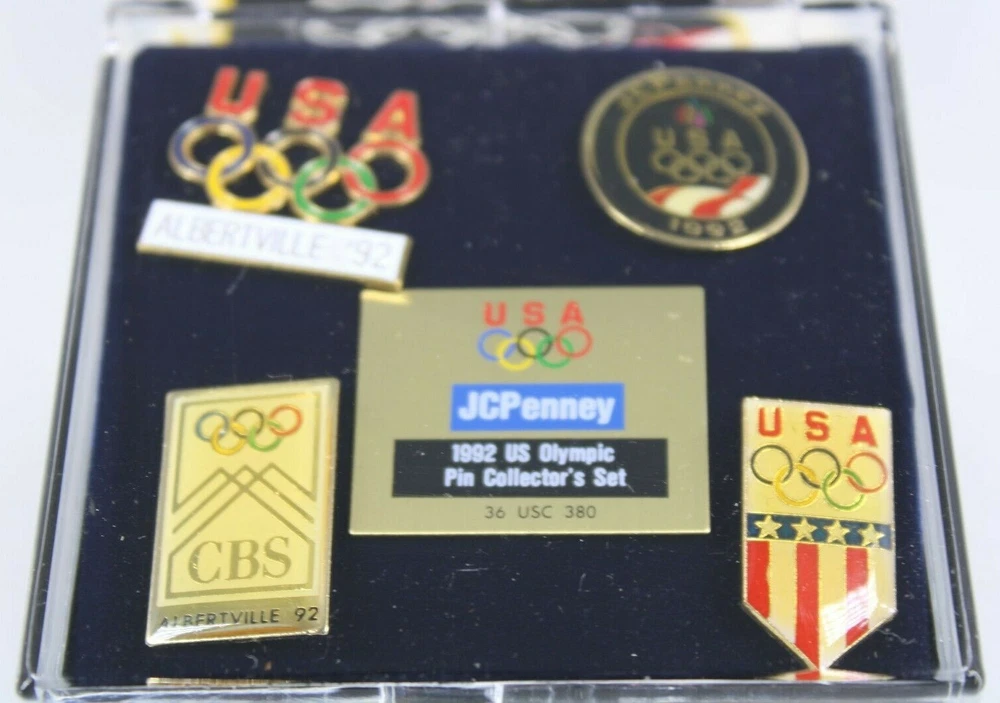 USA
ALBERTVILLE '92
JCPenney
USA
1992
USA
JCPenney
1992 US Olympic
Pin Collector's Set
36 USC 380
CBS
ALBERTVILLE 92
USA